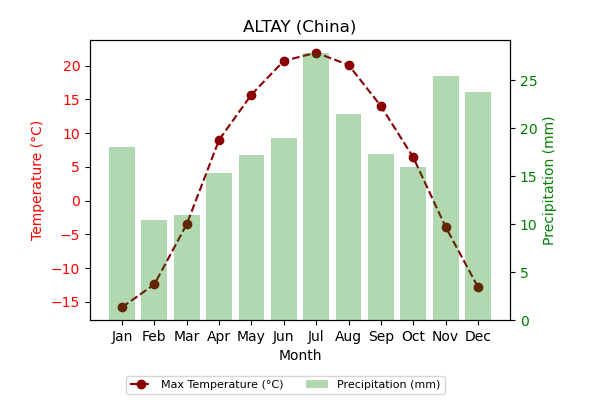 ALTAY (China)
Temperature (°C)
20
15
10
5
0
−5
−10
−15
25
20
15
10
5
0
Precipitation (mm)
Jan Feb Mar Apr May Jun Jul Aug Sep Oct Nov Dec
Month
Max Temperature (°C) Precipitation (mm)